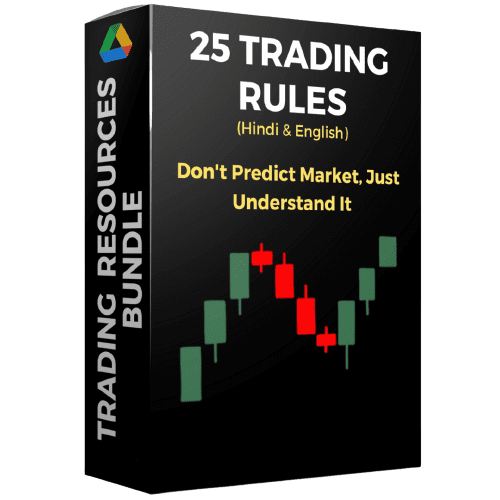 25 TRADING
RULES
(Hindi & English)
Don't Predict Market, Just
Understand It
TRADING RESOURCES
BUNDLE